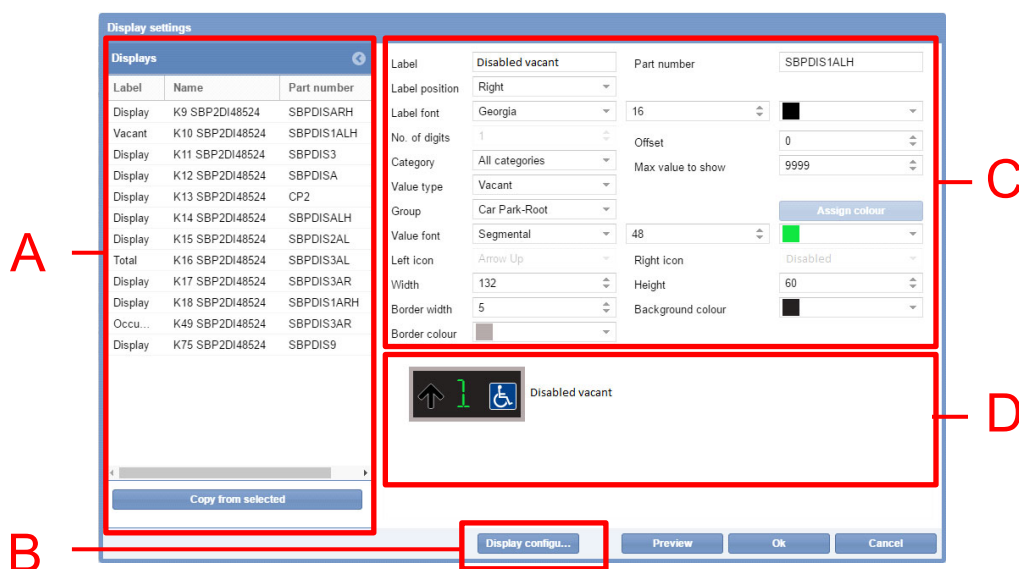 Display settings
Displays
Label Name Part number
Display K9 SBP2DI48524 SBPDISARH
Vacant K10 SBP2DI48524 SBPDIS1ALH
Display K11 SBP2DI48524 SBPDIS3
Display K12 SBP2DI48524 SBPDISA
Display K13 SBP2DI48524 CP2
Display K14 SBP2DI48524 SBPDISALH
Display K15 SBP2DI48524 SBPDIS2AL
Total K16 SBP2DI48524 SBPDIS3AL
Display K17 SBP2DI48524 SBPDIS3AR
Display K18 SBP2DI48524 SBPDIS1ARH
Occu... K49 SBP2DI48524 SBPDIS3AR
Display K75 SBP2DI48524 SBPDIS9
Copy from selected
A
B
Label Disabled vacant Part number SBPDIS1ALH
Label position Right
Label font Georgia 16
No. of digits 1 Offset 0
Category All categories Max value to show 9999
Value type Vacant
Group Car Park-Root Assign colour
Value font Segmental 48
Left icon Arrow Up Right icon Disabled
Width 132 Height 60
Border width 5 Background colour
Border colour
C
1 Disabled vacant
D
Display configu... Preview Ok Cancel